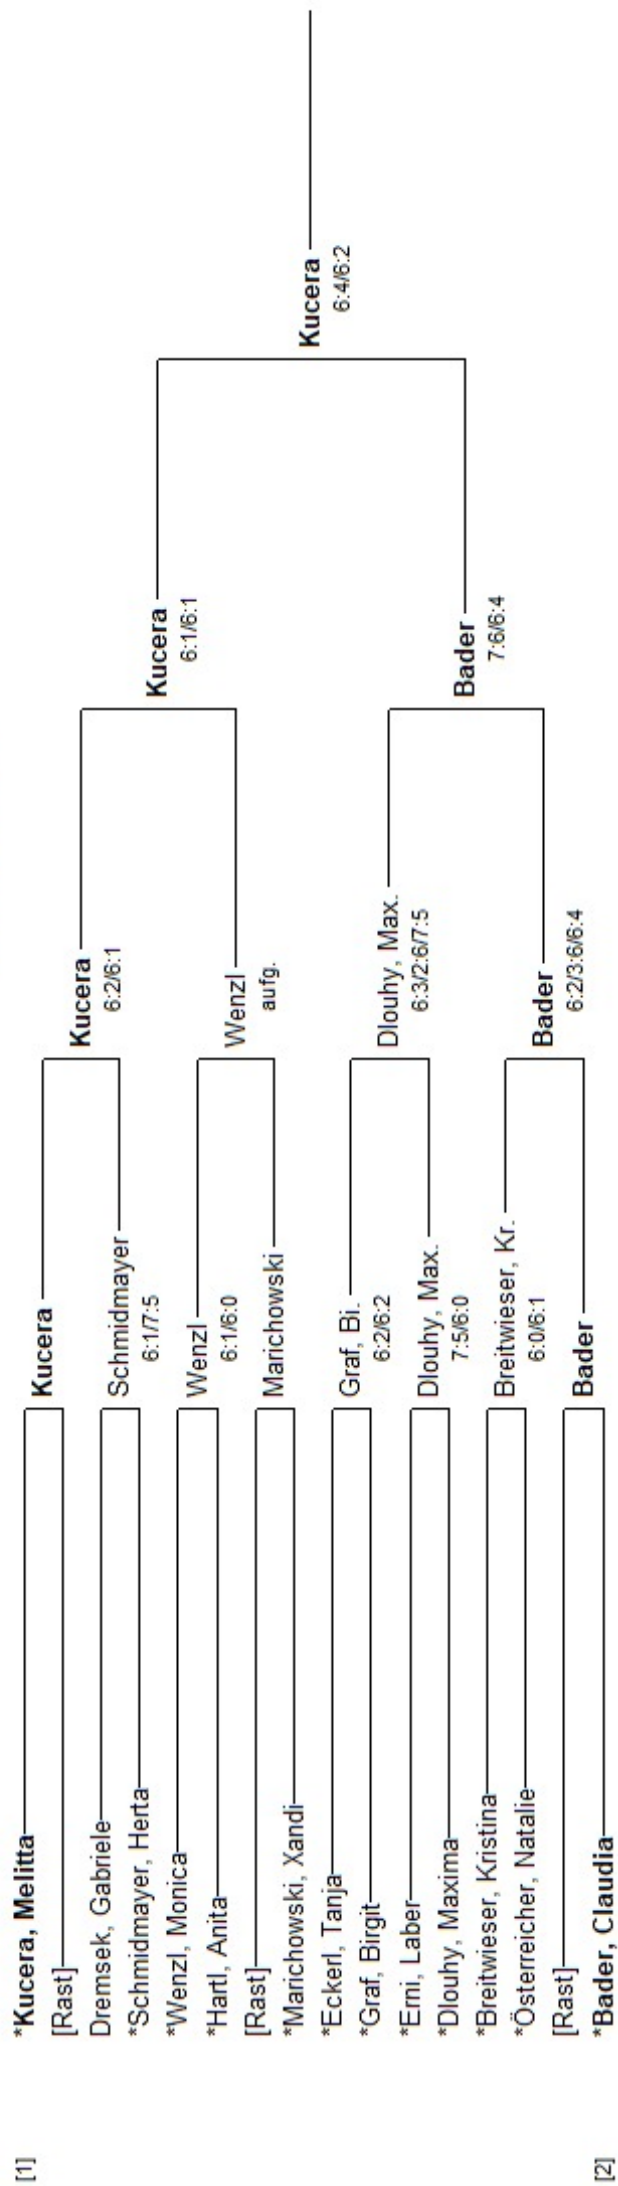 [1]
*Kucera, Melitta
[Rast]
Dremsek, Gabriele
*Schmidmayer, Herta
*Wenzl, Monica
*Hartl, Anita
[Rast]
*Marichowski, Xandi
*Eckerl, Tanja
*Graf, Birgit
*Erni, Laber
*Dlouhy, Maxima
*Breitwieser, Kristina
*Österreicher, Natalie
[Rast]
[2]
*Bader, Claudia
Kucera
Schmidmayer
6:1/7:5
Wenzl
6:1/6:0
Marichowski
Graf, Bi.
6:2/6:2
Dlouhy, Max.
7:5/6:0
Breitwieser, Kr.
6:0/6:1
Bader
Kucera
6:2/6:1
Wenzl
aufg.
Dlouhy, Max.
6:3/2:6/7:5
Bader
6:2/3:6/6:4
Kucera
6:1/6:1
Bader
7:6/6:4
Kucera
6:4/6:2